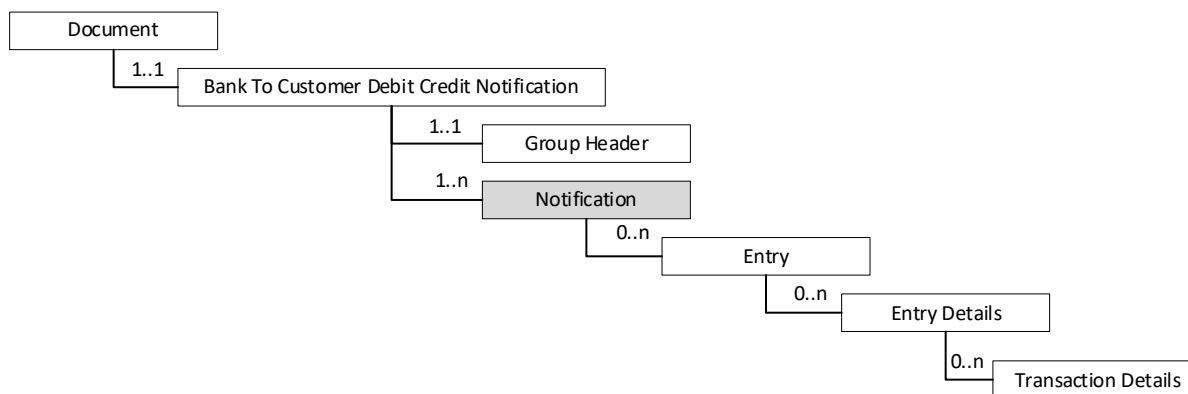 Document
1..1
Bank To Customer Debit Credit Notification
1..1
Group Header
1..n
Notification
0..n
Entry
0..n
Entry Details
0..n
Transaction Details